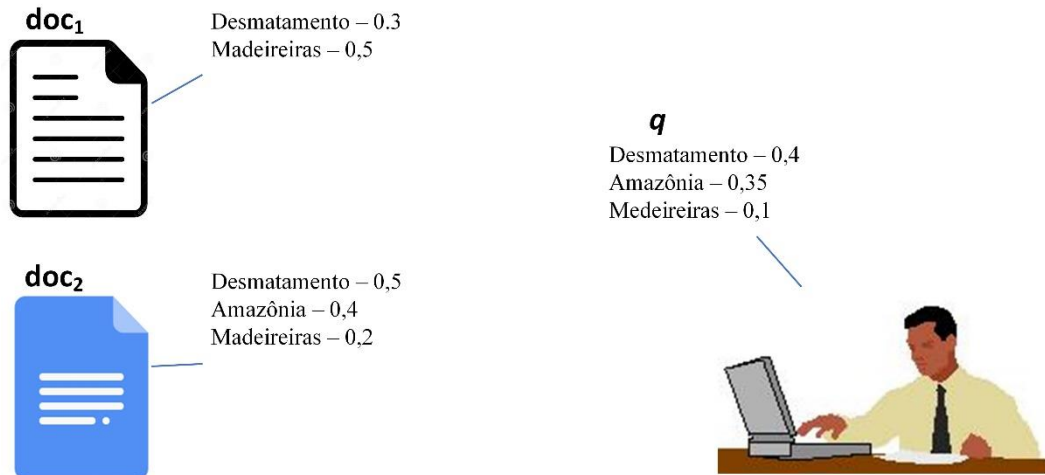 doc₁
Desmatamento – 0.3
Madeireiras – 0,5
q
Desmatamento – 0,4
Amazônia – 0,35
Medeireiras – 0,1
doc₂
Desmatamento – 0,5
Amazônia – 0,4
Madeireiras – 0,2